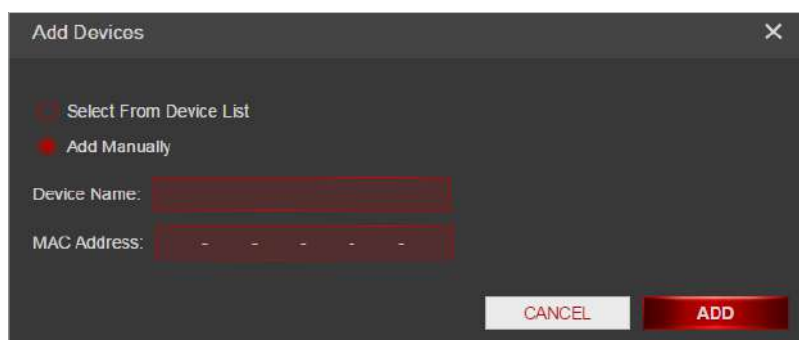 Add Devices
Select From Device List
Add Manually
Device Name:
MAC Address: - - - - -
CANCEL ADD